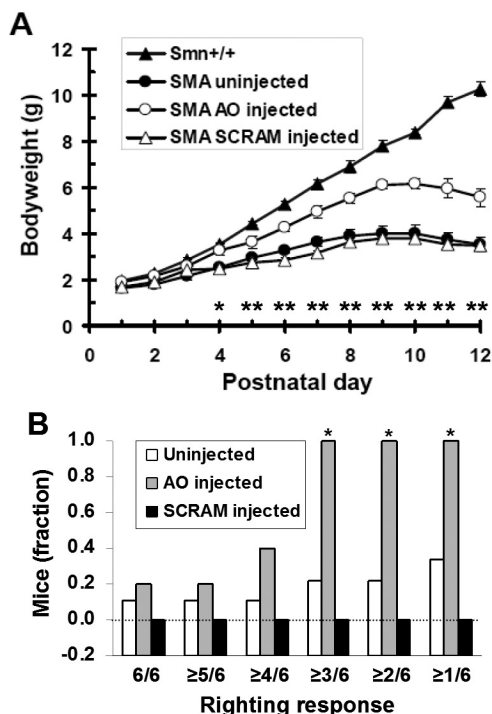 A
Bodyweight (g)
12
10
8
6
4
2
0
Smn+/+
SMA uninjected
SMA AO injected
SMA SCRAM injected
* ** ** ** ** ** ** ** **
0 2 4 6 8 10 12
Postnatal day
B
Mice (fraction)
1.0
0.8
0.6
0.4
0.2
0.0
-0.2
Uninjected
AO injected
SCRAM injected
* * *
6/6 ≥5/6 ≥4/6 ≥3/6 ≥2/6 ≥1/6
Righting response